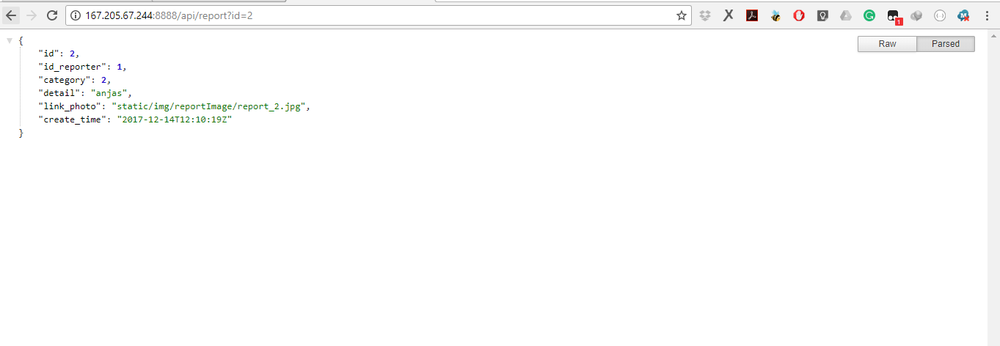 167.205.67.244:8888/api/report?id=2
1
Raw Parsed
{
"id": 2,
"id_reporter": 1,
"category": 2,
"detail": "anjas",
"link_photo": "static/img/reportImage/report_2.jpg",
"create_time": "2017-12-14T12:10:19Z"
}